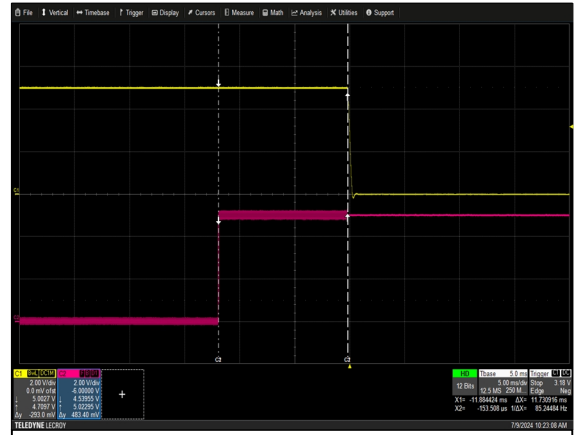 File Vertical Timebase Trigger Display Cursors Measure Math Analysis Utilities Support
C1
C2
C2
C1 BwL DC1M
2.00 V/div
0.0 mV ofst
↓ 5.0027 V
↑ 4.7097 V
Δy -293.0 mV
C2
2.00 V/div
-6.00000 V
↓ 4.53955 V
↑ 5.02295 V
Δy 483.40 mV
+
HD
12 Bits
Tbase 5.0 ms
5.00 ms/div
12.5 MS 250 M...
Trigger C1 DC
Stop 3.18 V
Edge Neg
X1= -11.884424 ms ΔX= 11.730916 ms
X2= -153.508 µs 1/ΔX= 85.24484 Hz
TELEDYNE LECROY
7/9/2024 10:23:08 AM